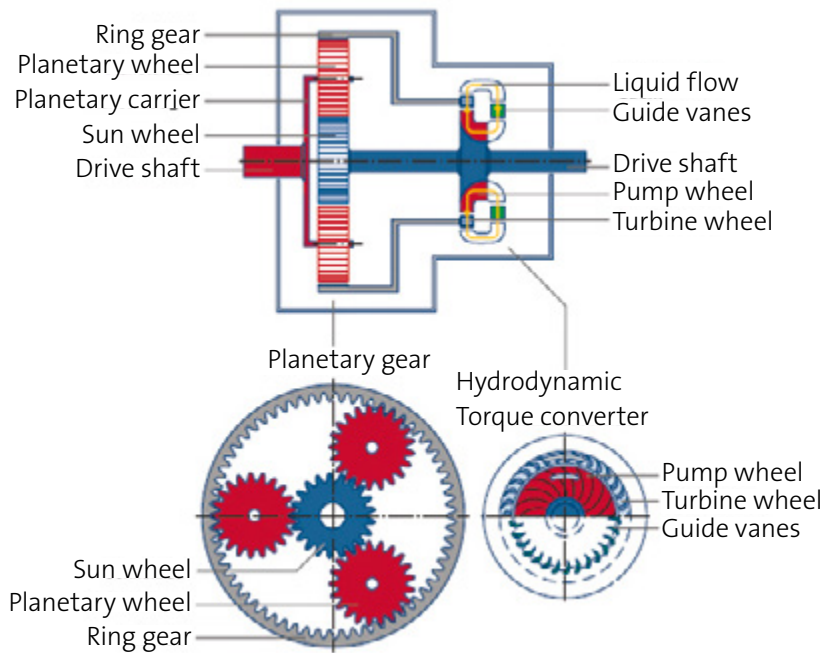 Ring gear
Planetary wheel
Planetary carrier
Sun wheel
Drive shaft
Liquid flow
Guide vanes
Drive shaft
Pump wheel
Turbine wheel
Planetary gear
Hydrodynamic
Torque converter
Pump wheel
Turbine wheel
Guide vanes
Sun wheel
Planetary wheel
Ring gear